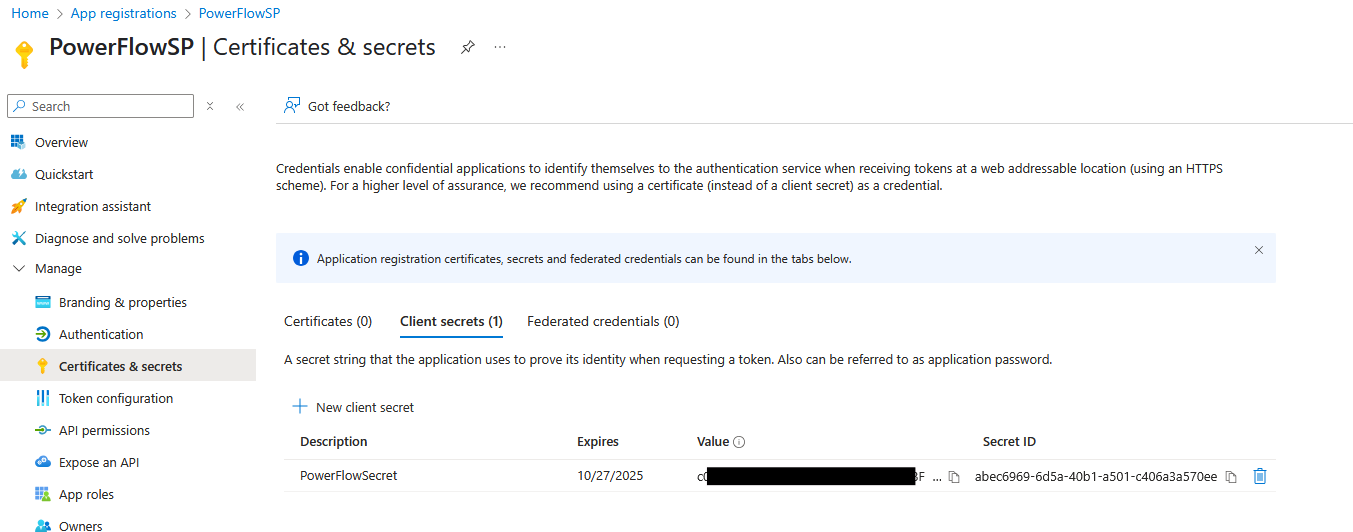 Home > App registrations > PowerFlowSP
PowerFlowSP | Certificates & secrets
Search
Got feedback?
Overview
Quickstart
Integration assistant
Diagnose and solve problems
Manage
Branding & properties
Authentication
Certificates & secrets
Token configuration
API permissions
Expose an API
App roles
Owners
Credentials enable confidential applications to identify themselves to the authentication service when receiving tokens at a web addressable location (using an HTTPS
scheme). For a higher level of assurance, we recommend using a certificate (instead of a client secret) as a credential.
Application registration certificates, secrets and federated credentials can be found in the tabs below.
Certificates (0) Client secrets (1) Federated credentials (0)
A secret string that the application uses to prove its identity when requesting a token. Also can be referred to as application password.
New client secret
Description Expires Value Secret ID
PowerFlowSecret 10/27/2025 ... abec6969-6d5a-40b1-a501-c406a3a570ee